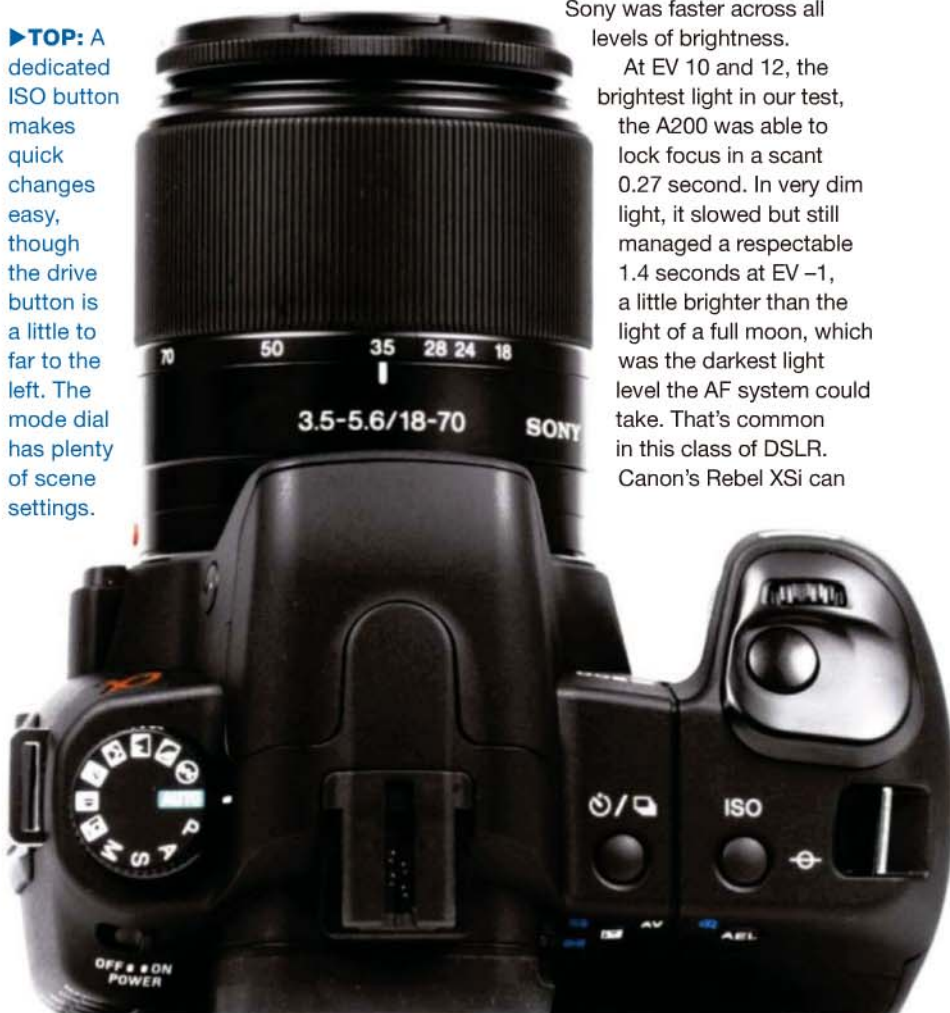 ▶TOP: A
dedicated
ISO button
makes
quick
changes
easy,
though
the drive
button is
a little to
far to the
left. The
mode dial
has plenty
of scene
settings.
Sony was faster across all
levels of brightness.
At EV 10 and 12, the
brightest light in our test,
the A200 was able to
lock focus in a scant
0.27 second. In very dim
light, it slowed but still
managed a respectable
1.4 seconds at EV –1,
a little brighter than the
light of a full moon, which
was the darkest light
level the AF system could
take. That's common
in this class of DSLR.
Canon's Rebel XSi can
70 50 35 28 24 18
3.5-5.6/18-70 SONY
α
AUTO
P
A
S
M
ISO
AV
AEL
OFF ON
POWER